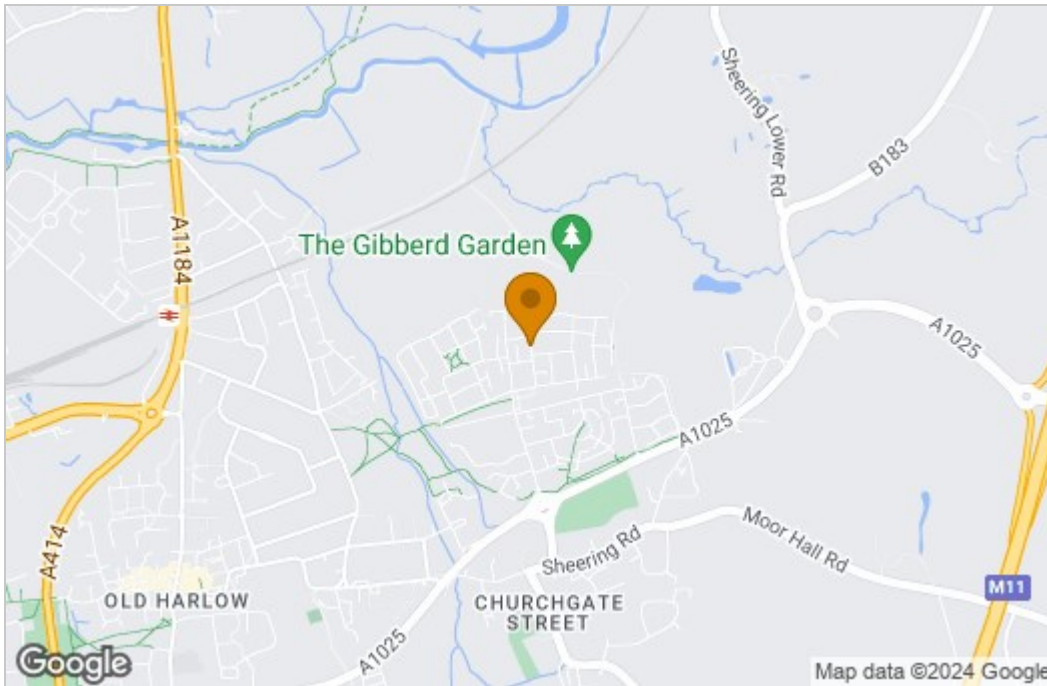 Sheering Lower Rd
B183
A1184
The Gibberd Garden
A1025
A1025
A414
Sheering Rd
Moor Hall Rd
M11
OLD HARLOW
CHURCHGATE
STREET
A1025
Google
Map data ©2024 Google